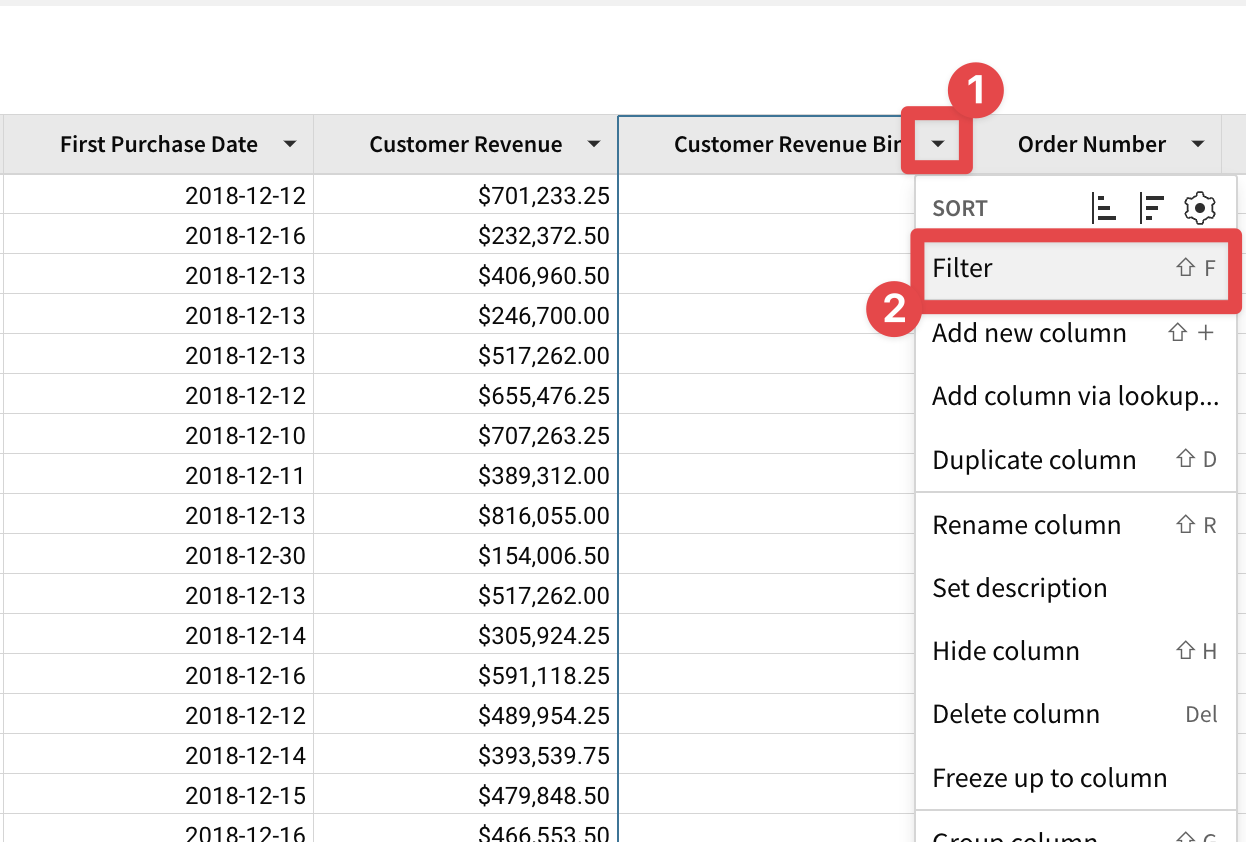 1
First Purchase Date Customer Revenue Customer Revenue Bin Order Number
2018-12-12 $701,233.25
SORT
2018-12-16 $232,372.50
Filter ⇧ F
2018-12-13 $406,960.50
2
2018-12-13 $246,700.00
Add new column ⇧ +
2018-12-13 $517,262.00
2018-12-12 $655,476.25
Add column via lookup...
2018-12-10 $707,263.25
Duplicate column ⇧ D
2018-12-11 $389,312.00
2018-12-13 $816,055.00
Rename column ⇧ R
2018-12-30 $154,006.50
2018-12-13 $517,262.00
Set description
2018-12-14 $305,924.25
Hide column ⇧ H
2018-12-16 $591,118.25
2018-12-12 $489,954.25
Delete column Del
2018-12-14 $393,539.75
Freeze up to column
2018-12-15 $479,848.50
2018-12-16 $466,553.50
Group column ⇧ G